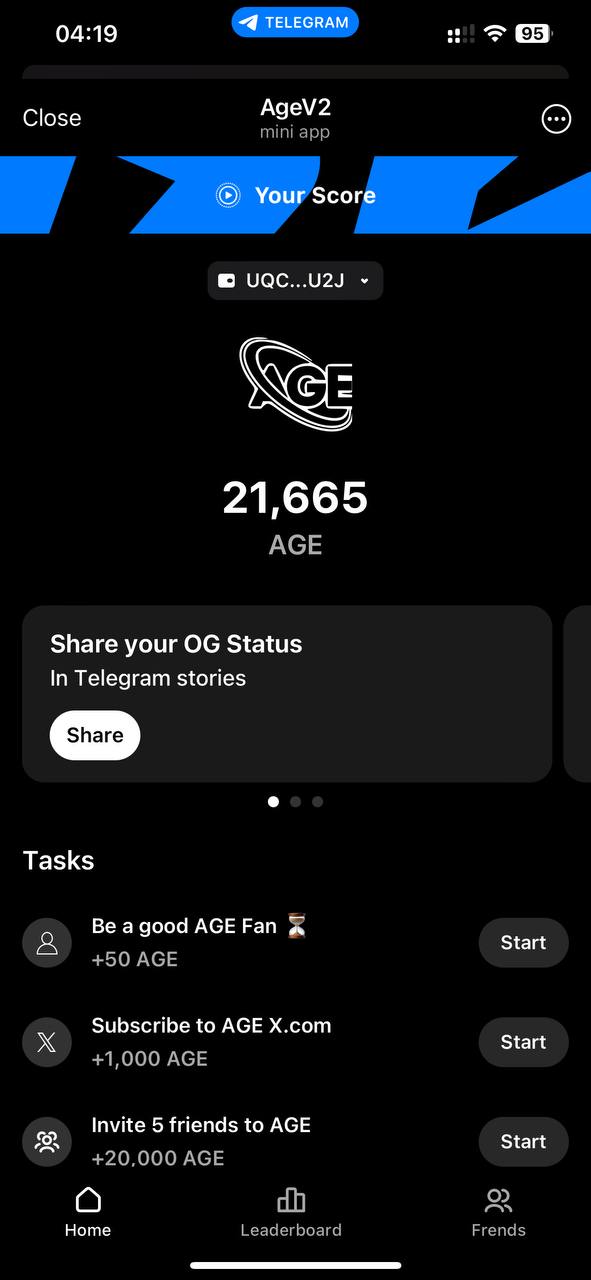 04:19
TELEGRAM
95
Close
AgeV2
mini app
Your Score
UQC...U2J
AGE
21,665
AGE
Share your OG Status
In Telegram stories
Share
Tasks
Be a good AGE Fan ⏳
+50 AGE
Start
Subscribe to AGE X.com
+1,000 AGE
Start
Invite 5 friends to AGE
+20,000 AGE
Start
Home
Leaderboard
Frends